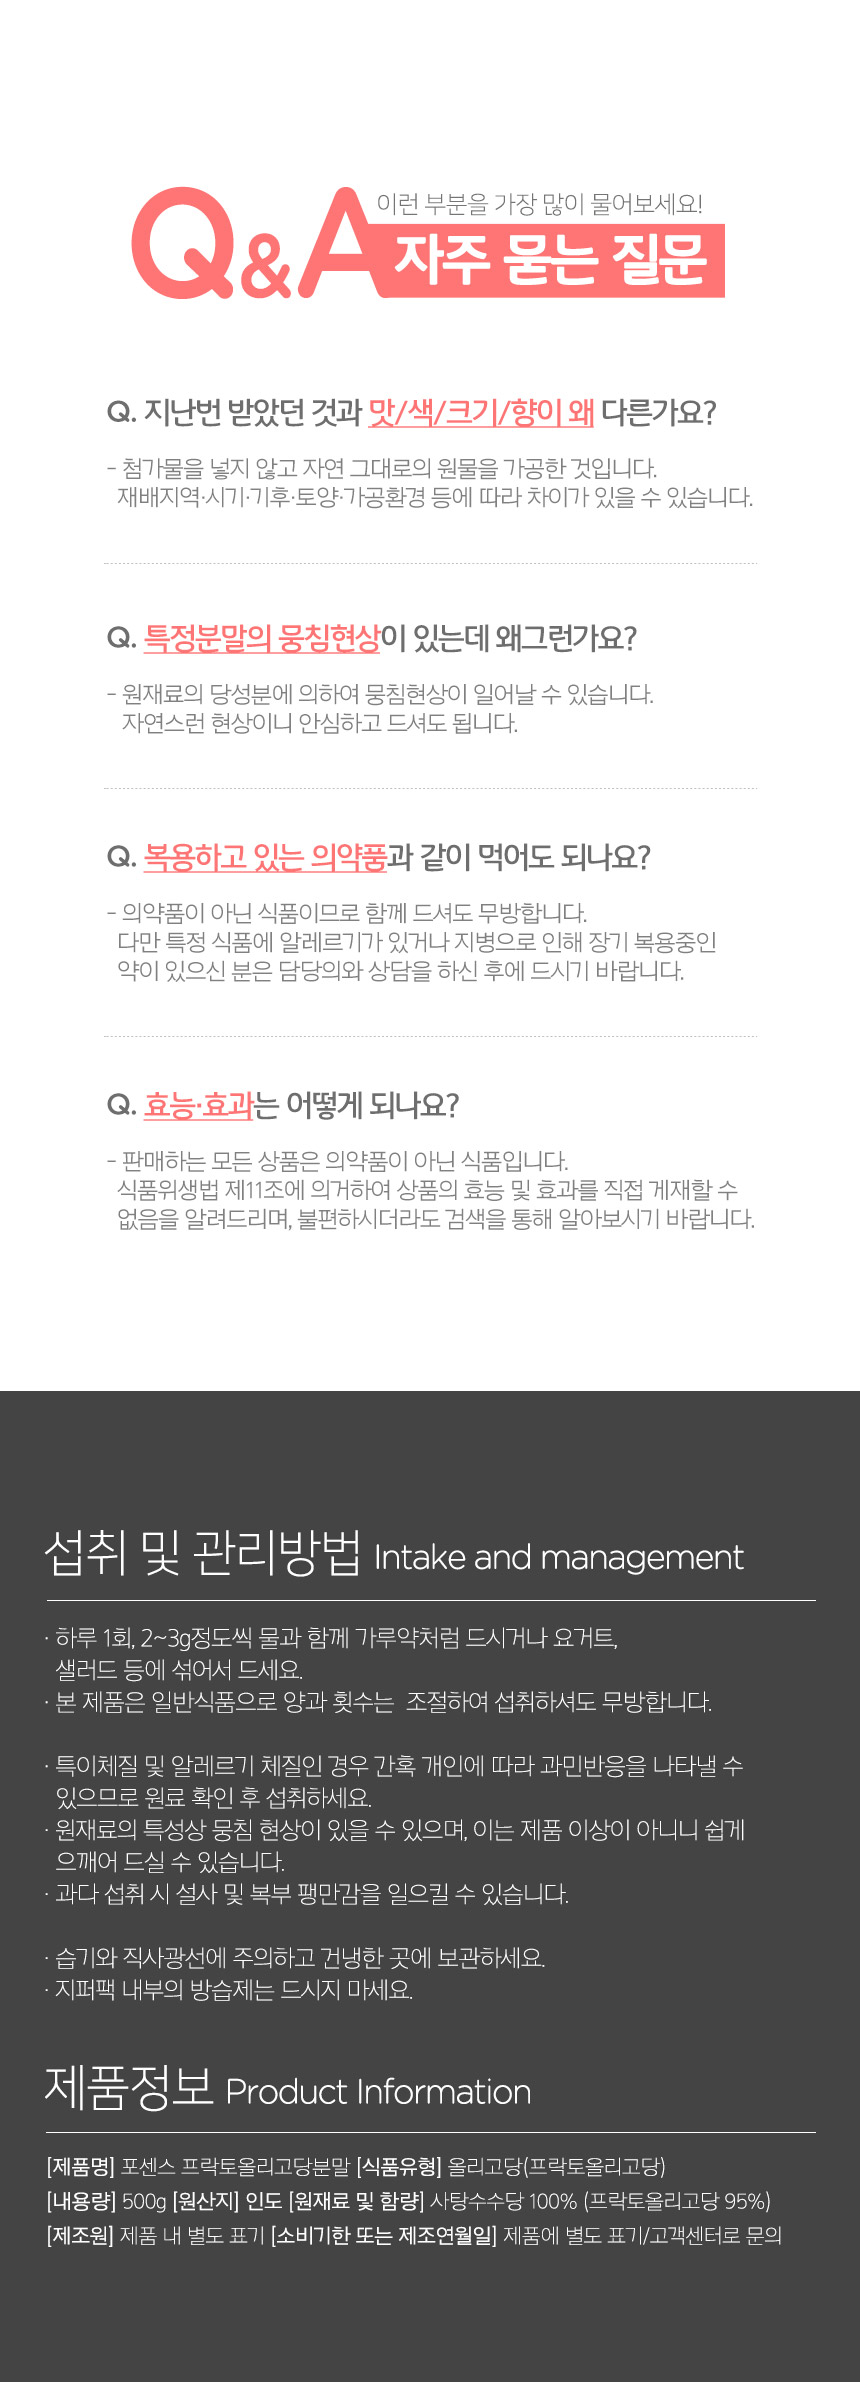 Q&A
이런 부분을 가장 많이 물어보세요!
자주 묻는 질문
Q. 지난번 받았던 것과 맛/색/크기/향이 왜 다른가요?
- 첨가물을 넣지 않고 자연 그대로의 원물을 가공한 것입니다.
재배지역·시기·기후·토양·가공환경 등에 따라 차이가 있을 수 있습니다.
Q. 특정분말의 뭉침현상이 있는데 왜그런가요?
- 원재료의 당성분에 의하여 뭉침현상이 일어날 수 있습니다.
자연스런 현상이니 안심하고 드셔도 됩니다.
Q. 복용하고 있는 의약품과 같이 먹어도 되나요?
- 의약품이 아닌 식품이므로 함께 드셔도 무방합니다.
다만 특정 식품에 알레르기가 있거나 지병으로 인해 장기 복용중인
약이 있으신 분은 담당의와 상담을 하신 후에 드시기 바랍니다.
Q. 효능·효과는 어떻게 되나요?
- 판매하는 모든 상품은 의약품이 아닌 식품입니다.
식품위생법 제11조에 의거하여 상품의 효능 및 효과를 직접 게재할 수
없음을 알려드리며, 불편하시더라도 검색을 통해 알아보시기 바랍니다.
섭취 및 관리방법 Intake and management
· 하루 1회, 2~3g정도씩 물과 함께 가루약처럼 드시거나 요거트,
샐러드 등에 섞어서 드세요.
· 본 제품은 일반식품으로 양과 횟수는 조절하여 섭취하셔도 무방합니다.
· 특이체질 및 알레르기 체질인 경우 간혹 개인에 따라 과민반응을 나타낼 수
있으므로 원료 확인 후 섭취하세요.
· 원재료의 특성상 뭉침 현상이 있을 수 있으며, 이는 제품 이상이 아니니 쉽게
으깨어 드실 수 있습니다.
· 과다 섭취 시 설사 및 복부 팽만감을 일으킬 수 있습니다.
· 습기와 직사광선에 주의하고 건냉한 곳에 보관하세요.
· 지퍼팩 내부의 방습제는 드시지 마세요.
제품정보 Product Information
[제품명] 포센스 프락토올리고당분말 [식품유형] 올리고당(프락토올리고당)
[내용량] 500g [원산지] 인도 [원재료 및 함량] 사탕수수당 100% (프락토올리고당 95%)
[제조원] 제품 내 별도 표기 [소비기한 또는 제조연월일] 제품에 별도 표기/고객센터로 문의